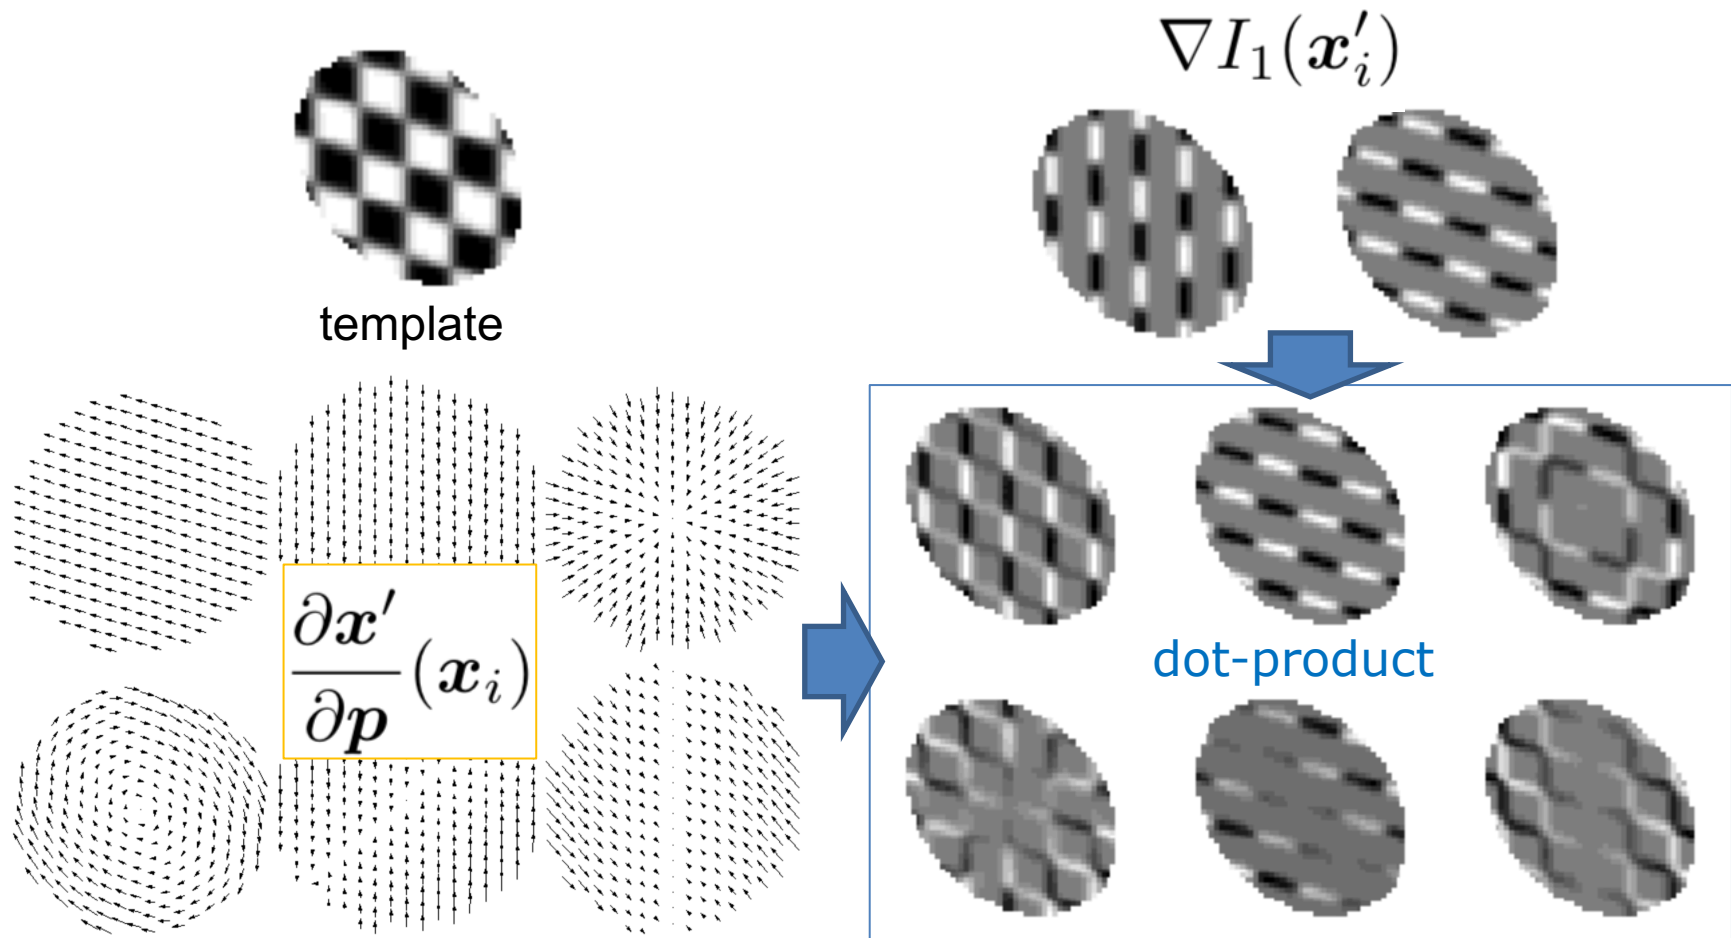 ∇I₁(x′ᵢ)
template
∂x′
∂p
(xᵢ)
dot-product